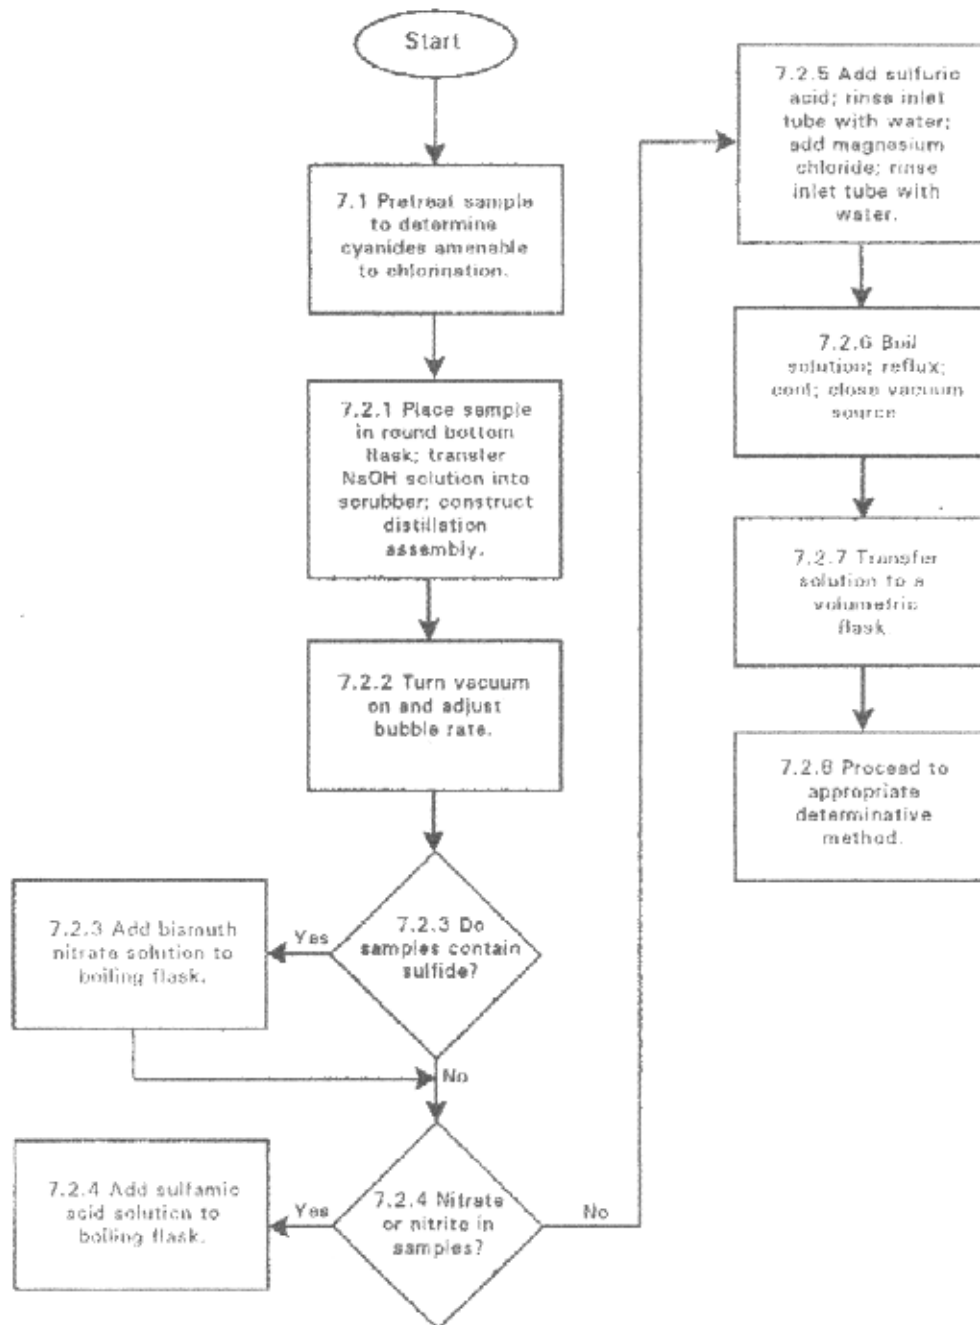 Start
7.1 Pretreat sample
to determine
cyanides amenable
to chlorination.
7.2.1 Place sample
in round bottom
flask; transfer
NaOH solution into
scrubber; construct
distillation
assembly.
7.2.2 Turn vacuum
on and adjust
bubble rate.
7.2.3 Do
samples contain
sulfide?
Yes
7.2.3 Add bismuth
nitrate solution to
boiling flask.
No
7.2.4 Nitrate
or nitrite in
samples?
Yes
7.2.4 Add sulfamic
acid solution to
boiling flask.
No
7.2.5 Add sulfuric
acid; rinse inlet
tube with water;
add magnesium
chloride; rinse
inlet tube with
water.
7.2.6 Boil
solution; reflux;
close vacuum
source
7.2.7 Transfer
solution to a
volumetric
flask
7.2.8 Proceed to
appropriate
determinative
method.